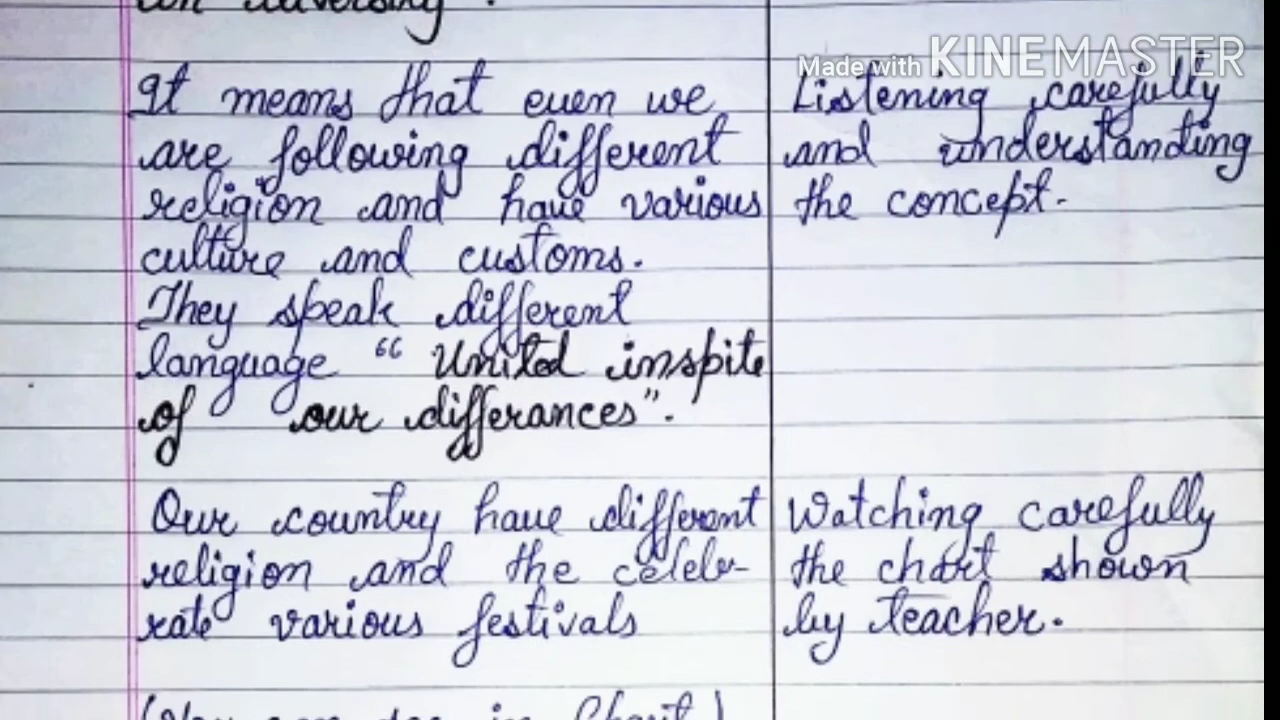 Made with KINEMASTER
It means that even we
are following different
religion and have various
culture and customs.
They speak different
language “ United inspite
of our differances”.
Listening carefully
and understanding
the concept.
Our country have different
religion and the celeb-
rate various festivals
Watching carefully
the chart shown
by teacher.